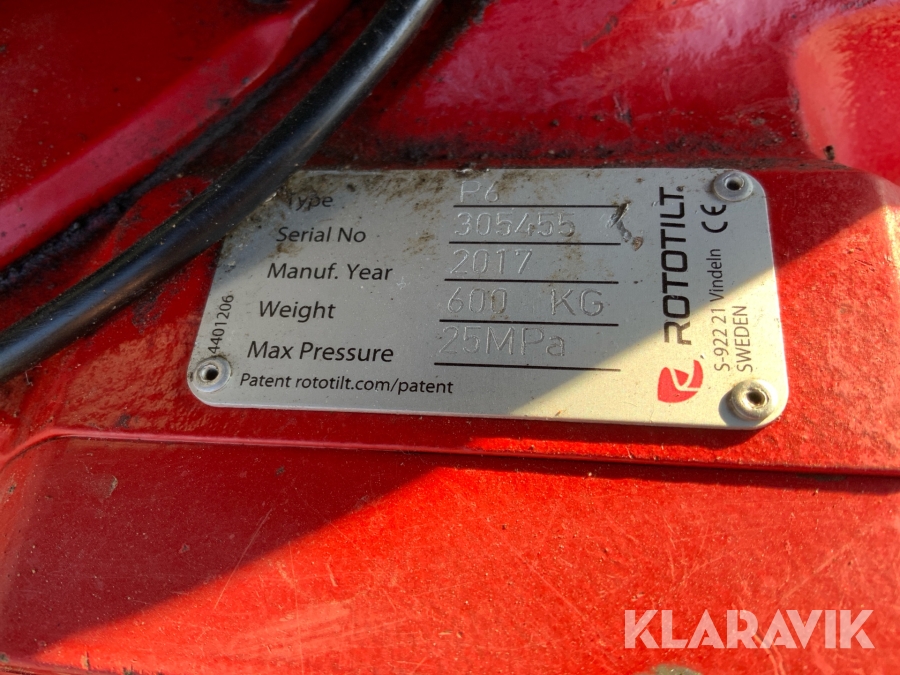 Type R6
Serial No 305455
Manuf. Year 2017
Weight 600 KG
Max Pressure 25MPa
Patent rototilt.com/patent
4401206
ROTOTILT®
S-922 21 Vindeln CE
SWEDEN
KLARAVIK